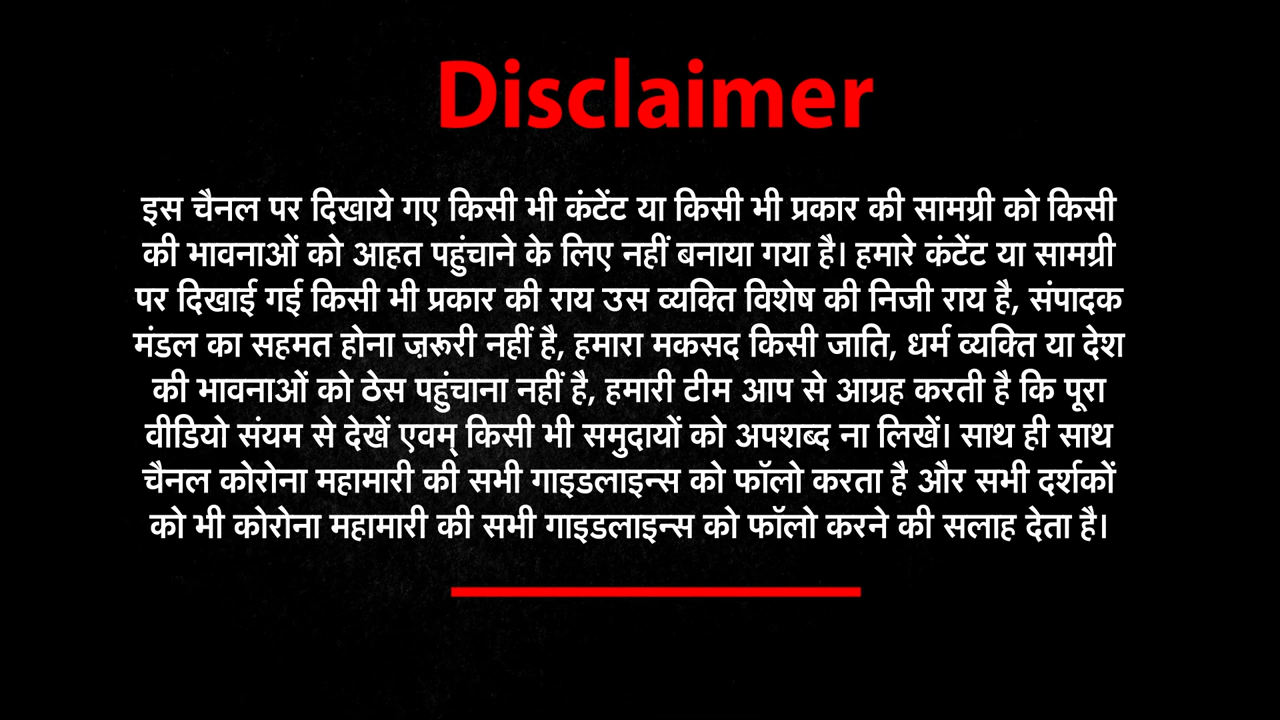 Disclaimer
इस चैनल पर दिखाये गए किसी भी कंटेंट या किसी भी प्रकार की सामग्री को किसी
की भावनाओं को आहत पहुंचाने के लिए नहीं बनाया गया है। हमारे कंटेंट या सामग्री
पर दिखाई गई किसी भी प्रकार की राय उस व्यक्ति विशेष की निजी राय है, संपादक
मंडल का सहमत होना ज़रूरी नहीं है, हमारा मकसद किसी जाति, धर्म व्यक्ति या देश
की भावनाओं को ठेस पहुंचाना नहीं है, हमारी टीम आप से आग्रह करती है कि पूरा
वीडियो संयम से देखें एवम् किसी भी समुदायों को अपशब्द ना लिखें। साथ ही साथ
चैनल कोरोना महामारी की सभी गाइडलाइन्स को फॉलो करता है और सभी दर्शकों
को भी कोरोना महामारी की सभी गाइडलाइन्स को फॉलो करने की सलाह देता है।